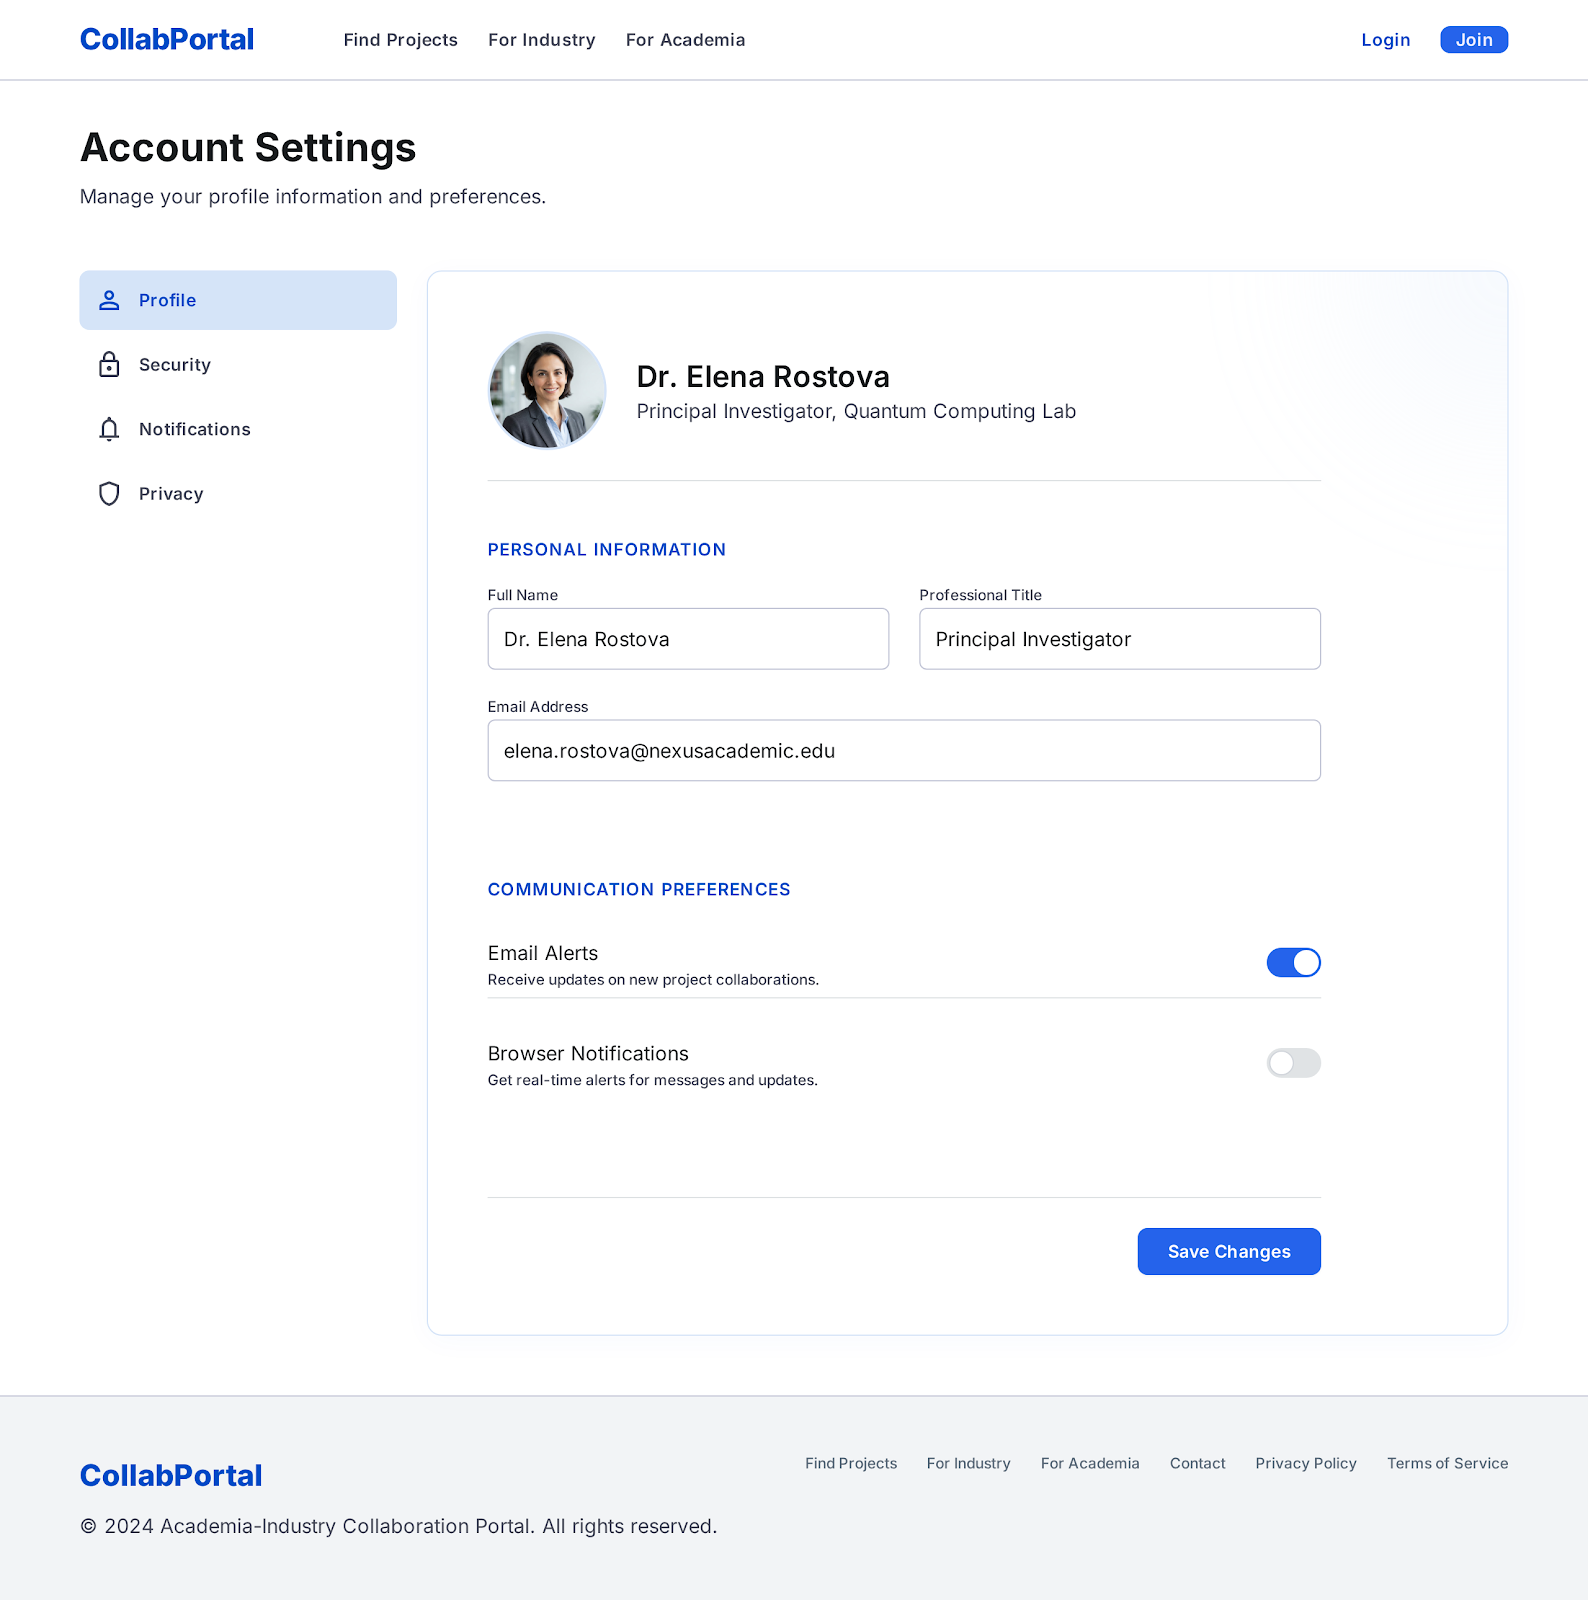 CollabPortal
Find Projects
For Industry
For Academia
Login
Join
Account Settings
Manage your profile information and preferences.
Profile
Security
Notifications
Privacy
Dr. Elena Rostova
Principal Investigator, Quantum Computing Lab
PERSONAL INFORMATION
Full Name
Dr. Elena Rostova
Professional Title
Principal Investigator
Email Address
elena.rostova@nexusacademic.edu
COMMUNICATION PREFERENCES
Email Alerts
Receive updates on new project collaborations.
Browser Notifications
Get real-time alerts for messages and updates.
Save Changes
CollabPortal
Find Projects
For Industry
For Academia
Contact
Privacy Policy
Terms of Service
© 2024 Academia-Industry Collaboration Portal. All rights reserved.